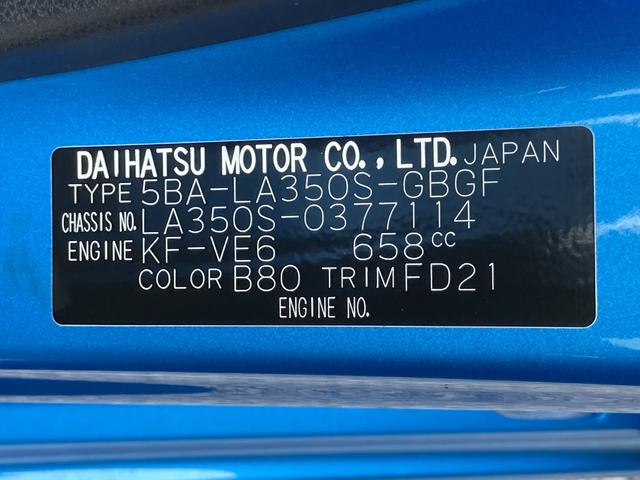 DAIHATSU MOTOR CO., LTD. JAPAN
TYPE 5BA-LA350S-GBGF
CHASSIS NO. LA350S-0377114
ENGINE KF-VE6 658cc
COLOR B80 TRIM FD21
ENGINE NO.